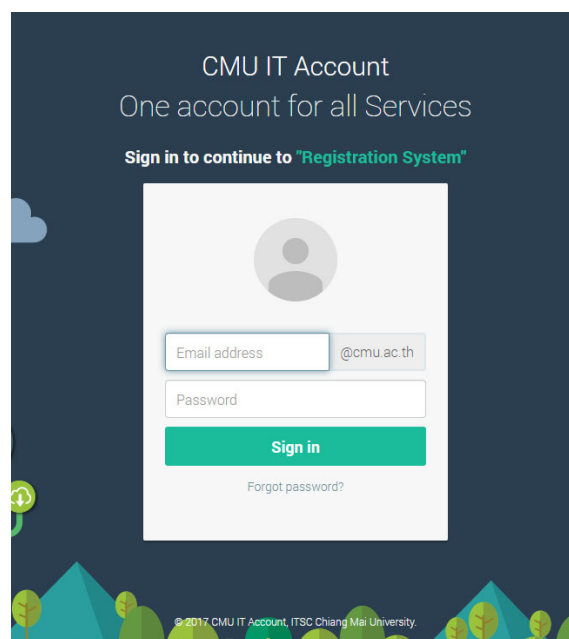 CMU IT Account
One account for all Services
Sign in to continue to "Registration System"
Email address @cmu.ac.th
Password
Sign in
Forgot password?
© 2017 CMU IT Account, ITSC Chiang Mai University.